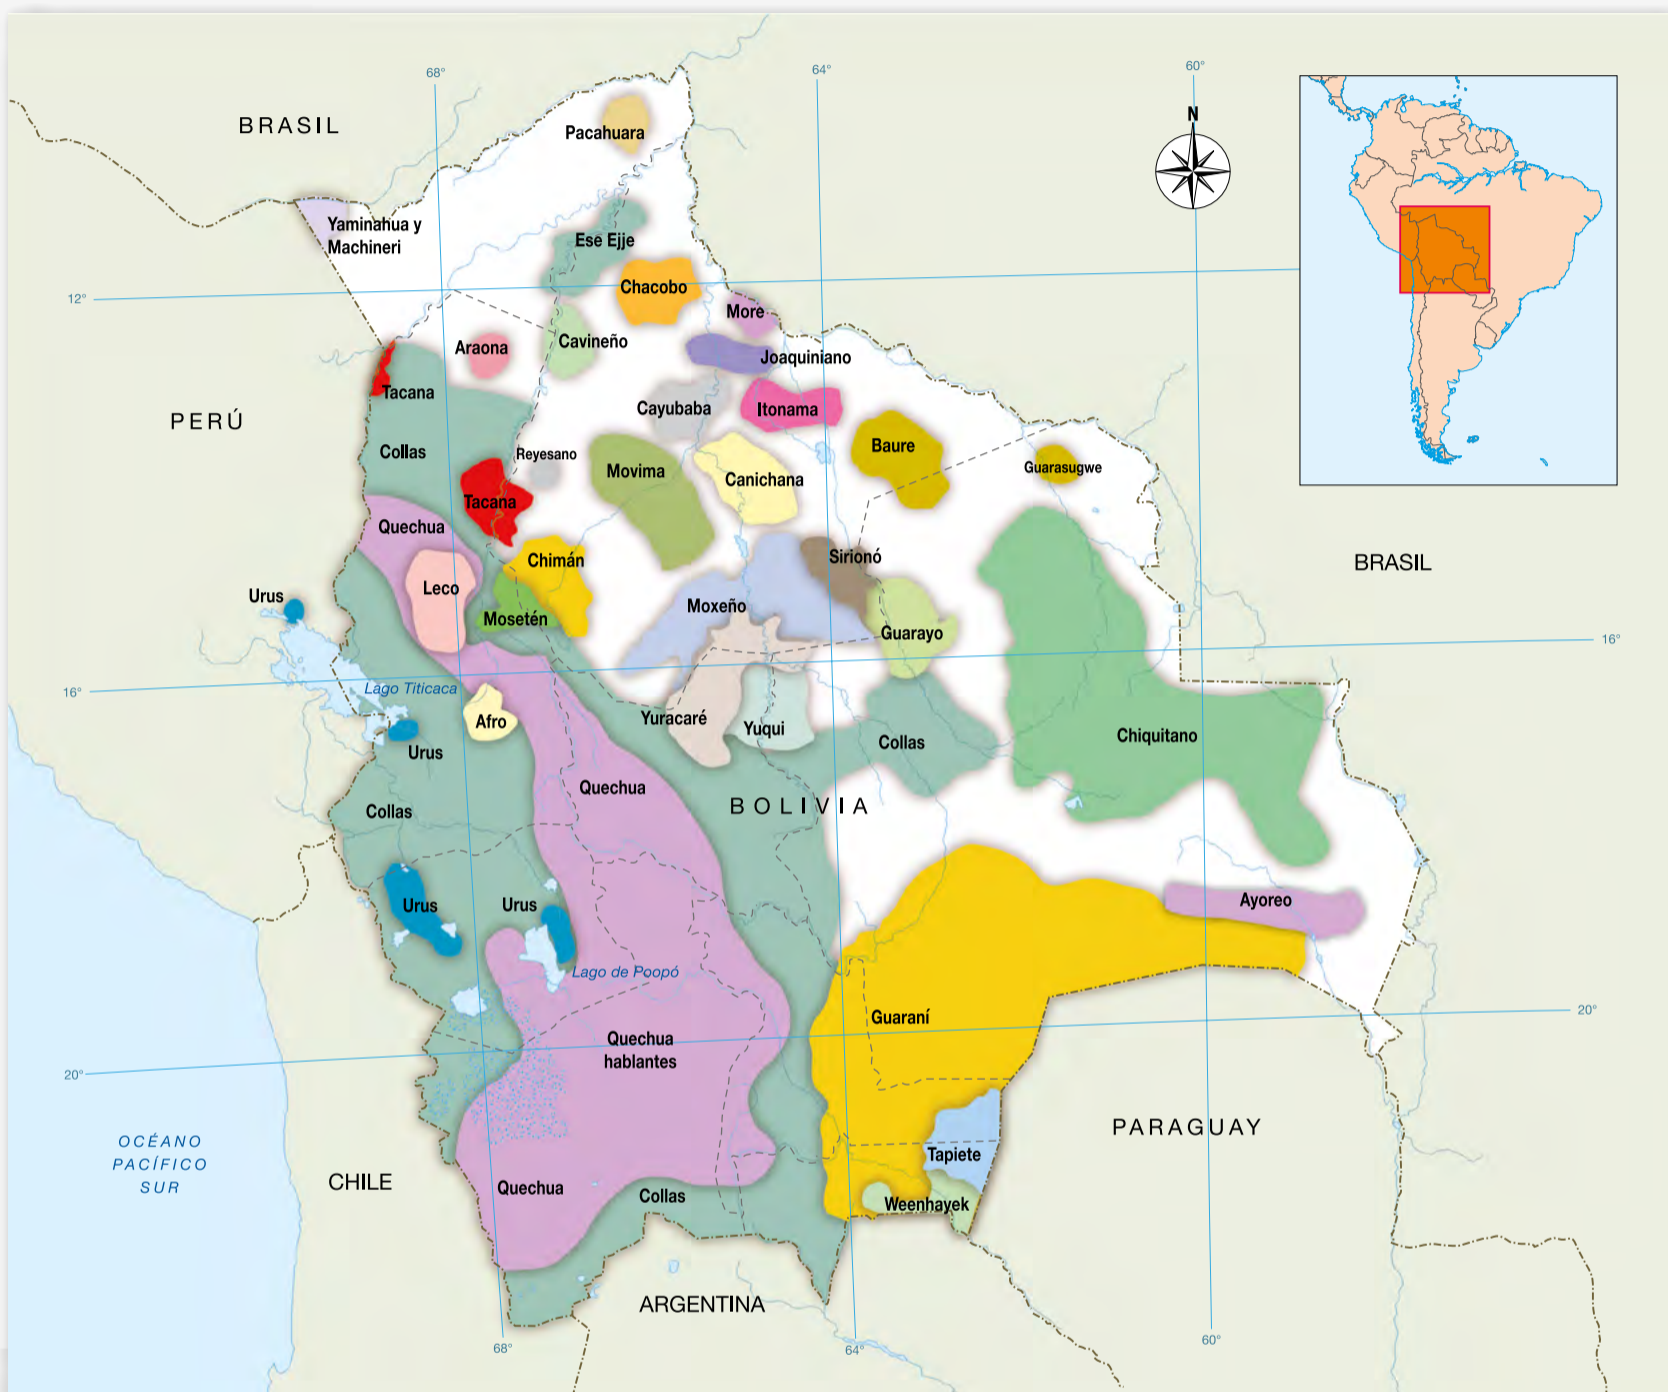 68°
64°
60°
N
BRASIL
Pacahuara
Yaminahua y
Machineri
Ese Ejje
Chacobo
12°
More
Cavineño
Araona
Joaquiniano
Tacana
Cayubaba
Itonama
PERÚ
Collas
Reyesano
Movima
Canichana
Baure
Guarasugwe
Tacana
Quechua
Chimán
Sirionó
BRASIL
Leco
Urus
Mosetén
Moxeño
Guarayo
16°
16°
Lago Titicaca
Afro
Yuracaré
Yuqui
Collas
Chiquitano
Urus
Quechua
BOLIVIA
Collas
Urus
Urus
Ayoreo
Lago de Poopó
Guaraní
20°
Quechua
hablantes
20°
OCÉANO
PACÍFICO
SUR
PARAGUAY
Tapiete
CHILE
Quechua
Collas
Weenhayek
ARGENTINA
68°
64°
60°